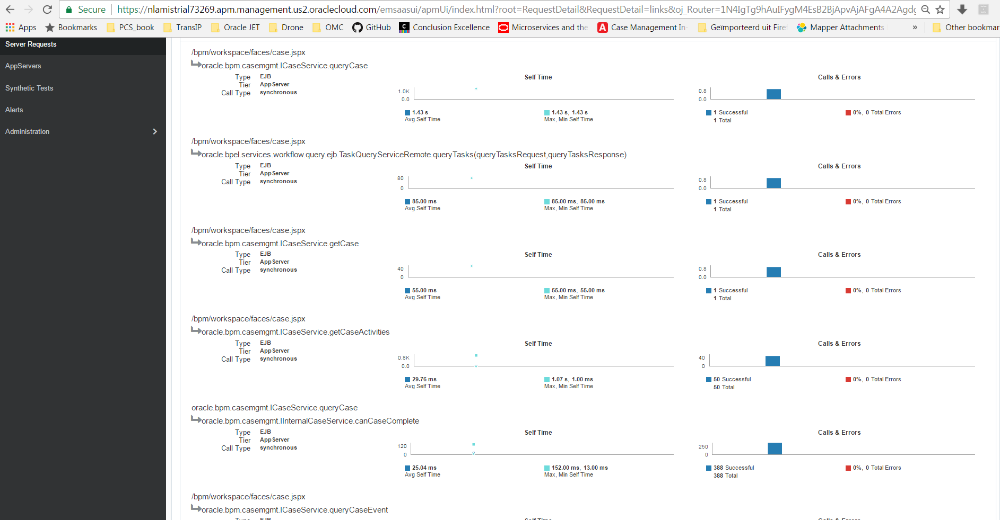 Secure https://nlamistrial73269.apm.management.us2.oraclecloud.com/emsaasui/apmUi/index.html?root=RequestDetail&RequestDetail=links&oj_Router=1N4IgTg9hAuIFygM4EsB2BjApvAjAFgA4A2Agdg
Apps Bookmarks PCS_book TransIP Oracle JET Drone OMC GitHub Conclusion Excellence Microservices and the Case Management In- Geïmporteerd uit Fire Mapper Attachments » Other bookmar
Server Requests
AppServers
Synthetic Tests
Alerts
Administration
/bpm/workspace/faces/case.jspx
oracle.bpm.casemgmt.ICaseService.queryCase
Type EJB Self Time Calls & Errors
Tier AppServer
Call Type synchronous
1.0K 0.8
0.0 0.0
1.43 s 1.43 s, 1.43 s 1 Successful 0%, 0 Total Errors
Avg Self Time Max, Min Self Time 1 Total
/bpm/workspace/faces/case.jspx
oracle.bpel.services.workflow.query.ejb.TaskQueryServiceRemote.queryTasks(queryTasksRequest,queryTasksResponse)
Type EJB Self Time Calls & Errors
Tier AppServer
Call Type synchronous
80 0.8
0 0.0
85.00 ms 85.00 ms, 85.00 ms 1 Successful 0%, 0 Total Errors
Avg Self Time Max, Min Self Time 1 Total
/bpm/workspace/faces/case.jspx
oracle.bpm.casemgmt.ICaseService.getCase
Type EJB Self Time Calls & Errors
Tier AppServer
Call Type synchronous
40 0.8
0 0.0
55.00 ms 55.00 ms, 55.00 ms 1 Successful 0%, 0 Total Errors
Avg Self Time Max, Min Self Time 1 Total
/bpm/workspace/faces/case.jspx
oracle.bpm.casemgmt.ICaseService.getCaseActivities
Type EJB Self Time Calls & Errors
Tier AppServer
Call Type synchronous
0.8K 40
0.0 0
29.76 ms 1.07 s, 1.00 ms 50 Successful 0%, 0 Total Errors
Avg Self Time Max, Min Self Time 50 Total
oracle.bpm.casemgmt.ICaseService.queryCase
oracle.bpm.casemgmt.IInternalCaseService.canCaseComplete
Type EJB Self Time Calls & Errors
Tier AppServer
Call Type synchronous
120 250
0 0
25.04 ms 152.00 ms, 13.00 ms 388 Successful 0%, 0 Total Errors
Avg Self Time Max, Min Self Time 388 Total
/bpm/workspace/faces/case.jspx
oracle.bpm.casemgmt.ICaseService.queryCaseEvent
Type EJB Self Time Calls & Errors